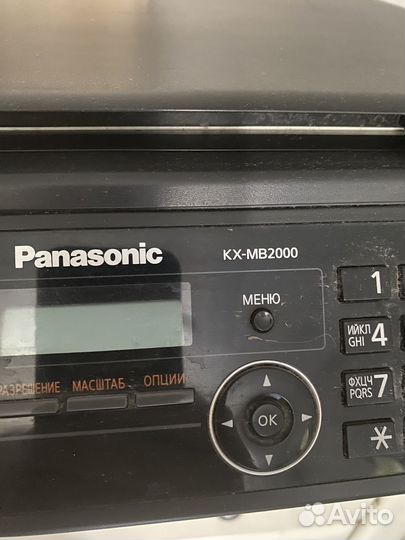 Panasonic
KX-MB2000
МЕНЮ
1
ИЙКЛ
GHI 4
РАЗРЕШЕНИЕ МАСШТАБ ОПЦИИ
ФХЦЧ
PQRS 7
OK
*
Avito